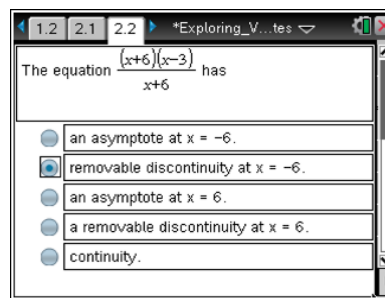 1.2 2.1 2.2 *Exploring_V...tes
The equation (x+6)(x−3)/x+6 has
an asymptote at x = −6.
removable discontinuity at x = −6.
an asymptote at x = 6.
a removable discontinuity at x = 6.
continuity.